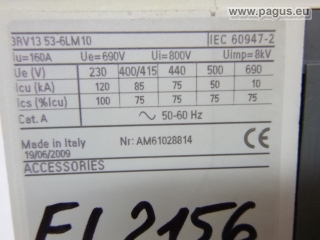 www.pagus.eu
3RV13 53-6LM10 IEC 60947-2
Iu=160A Ue=690V Ui=800V Uimp=8kV
Ue (V) 230 400/415 440 500 690
Icu (kA) 120 85 75 50 10
Ics (%Icu) 100 75 75 75 75
Cat. A ~ 50-60 Hz
Made in Italy Nr: AM61028814
19/06/2009 CE
ACCESSORIES
EL2156